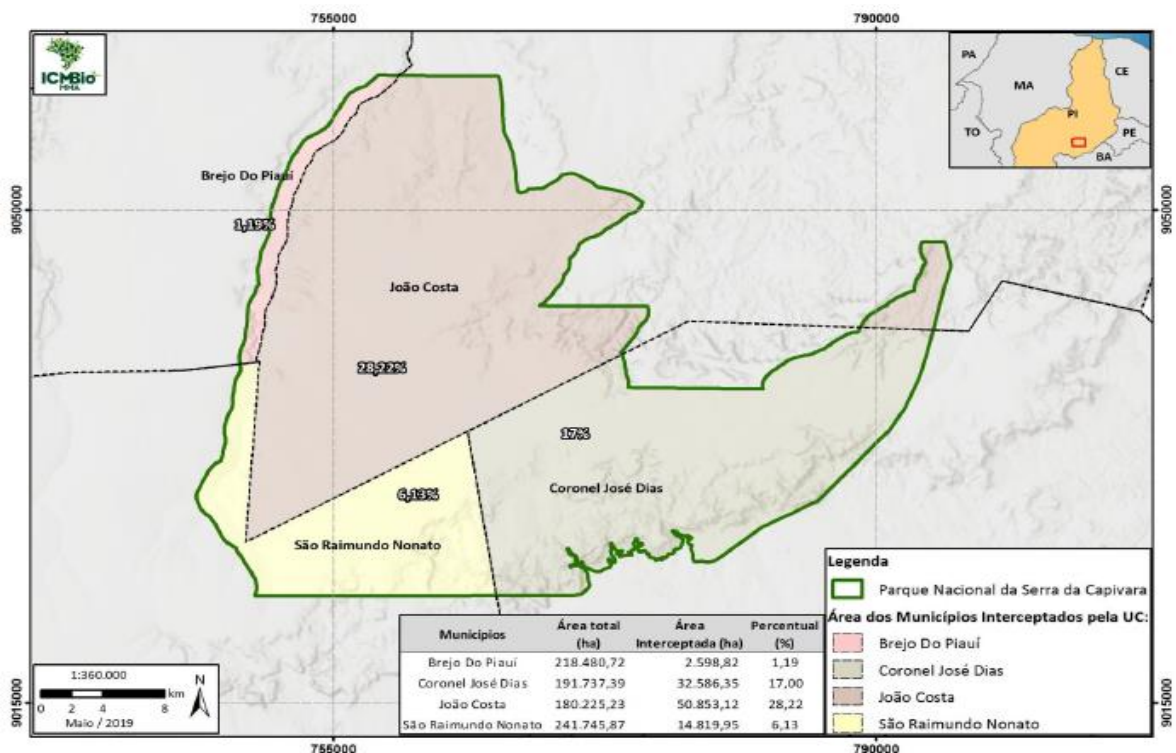 755000
790000
ICMBio
MMA
PA
MA
CE
PI
TO
PE
BA
9050000
9050000
Brejo Do Piauí
1,19%
João Costa
28,22%
17%
6,13%
Coronel José Dias
São Raimundo Nonato
Legenda
Parque Nacional da Serra da Capivara
Área dos Municípios Interceptados pela UC:
Brejo Do Piauí
Coronel José Dias
João Costa
São Raimundo Nonato
Municípios Área total (ha) Área Interceptada (ha) Percentual (%)
Brejo Do Piauí 218.480,72 2.598,82 1,19
Coronel José Dias 191.737,39 32.586,35 17,00
João Costa 180.225,23 50.853,12 28,22
São Raimundo Nonato 241.745,87 14.819,95 6,13
1:360.000
N
0 2 4 8 km
Maio / 2019
9015000
9015000
755000
790000